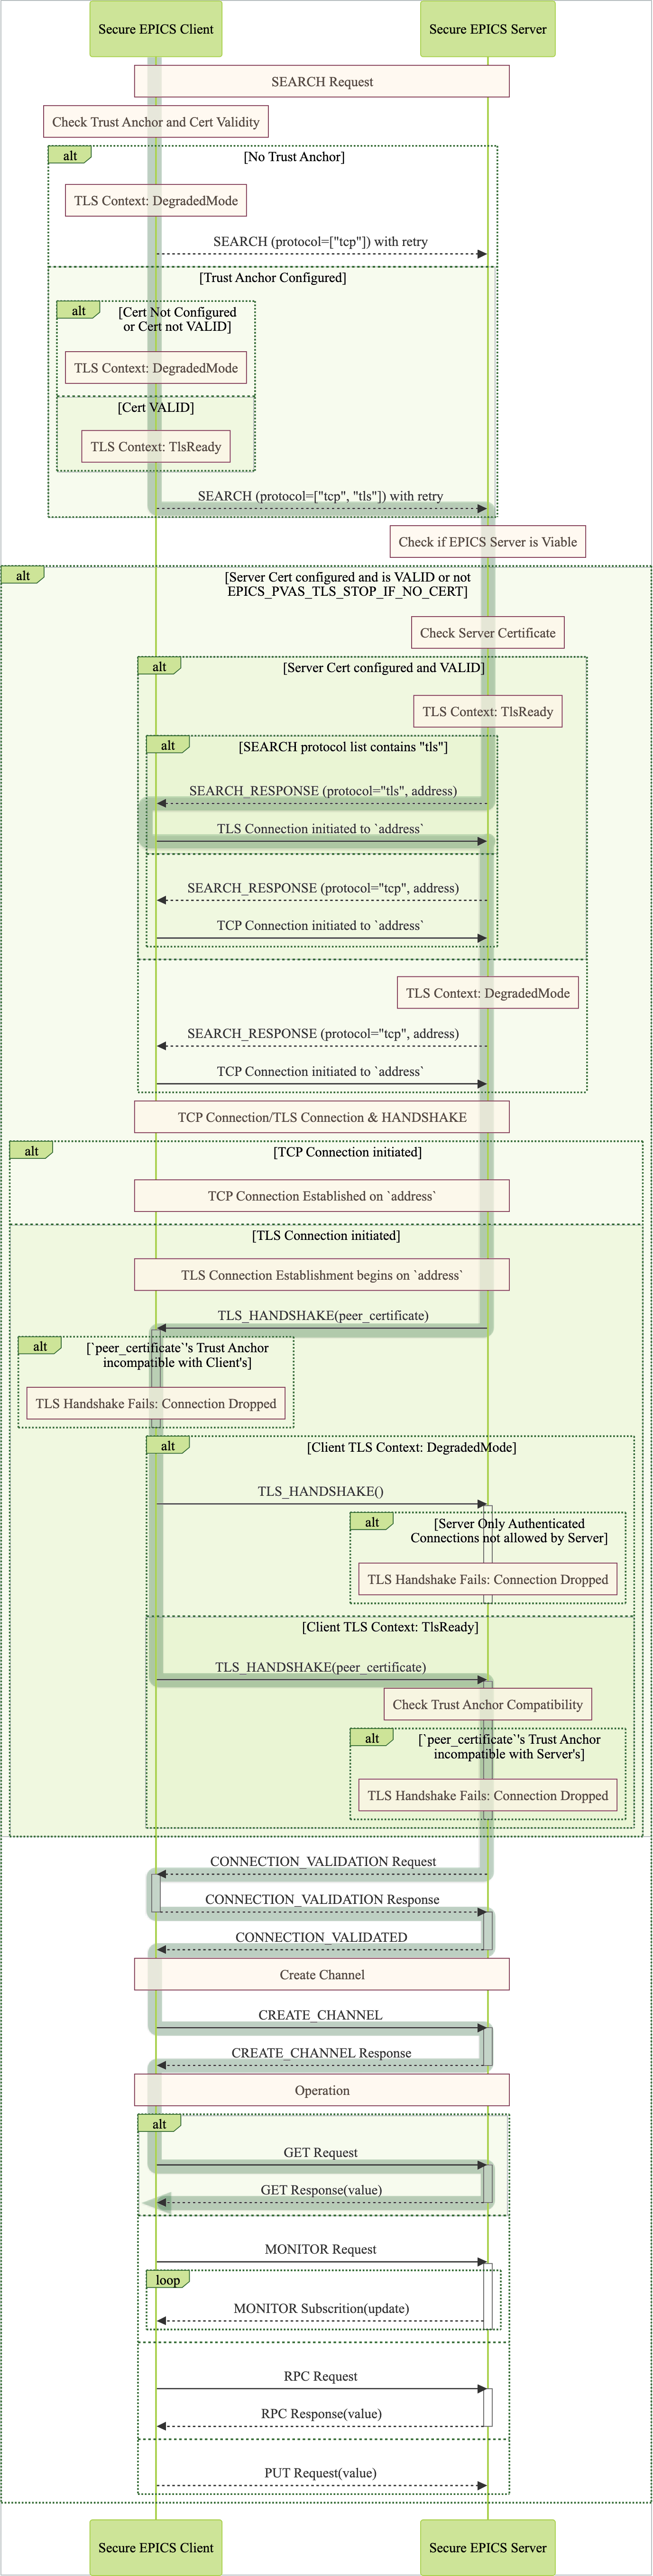 Secure EPICS Client
Secure EPICS Server
SEARCH Request
Check Trust Anchor and Cert Validity
alt
[No Trust Anchor]
TLS Context: DegradedMode
SEARCH (protocol=["tcp"]) with retry
[Trust Anchor Configured]
alt
[Cert Not Configured
or Cert not VALID]
TLS Context: DegradedMode
[Cert VALID]
TLS Context: TlsReady
SEARCH (protocol=["tcp", "tls"]) with retry
Check if EPICS Server is Viable
alt
[Server Cert configured and is VALID or not
EPICS_PVAS_TLS_STOP_IF_NO_CERT]
Check Server Certificate
alt
[Server Cert configured and VALID]
TLS Context: TlsReady
alt
[SEARCH protocol list contains "tls"]
SEARCH_RESPONSE (protocol="tls", address)
TLS Connection initiated to `address`
SEARCH_RESPONSE (protocol="tcp", address)
TCP Connection initiated to `address`
TLS Context: DegradedMode
SEARCH_RESPONSE (protocol="tcp", address)
TCP Connection initiated to `address`
TCP Connection/TLS Connection & HANDSHAKE
alt
[TCP Connection initiated]
TCP Connection Established on `address`
[TLS Connection initiated]
TLS Connection Establishment begins on `address`
TLS_HANDSHAKE(peer_certificate)
alt
[`peer_certificate`'s Trust Anchor
incompatible with Client's]
TLS Handshake Fails: Connection Dropped
alt
[Client TLS Context: DegradedMode]
TLS_HANDSHAKE()
alt
[Server Only Authenticated
Connections not allowed by Server]
TLS Handshake Fails: Connection Dropped
[Client TLS Context: TlsReady]
TLS_HANDSHAKE(peer_certificate)
Check Trust Anchor Compatibility
alt
[`peer_certificate`'s Trust Anchor
incompatible with Server's]
TLS Handshake Fails: Connection Dropped
CONNECTION_VALIDATION Request
CONNECTION_VALIDATION Response
CONNECTION_VALIDATED
Create Channel
CREATE_CHANNEL
CREATE_CHANNEL Response
Operation
alt
GET Request
GET Response(value)
MONITOR Request
loop
MONITOR Subscrition(update)
RPC Request
RPC Response(value)
PUT Request(value)
Secure EPICS Client
Secure EPICS Server